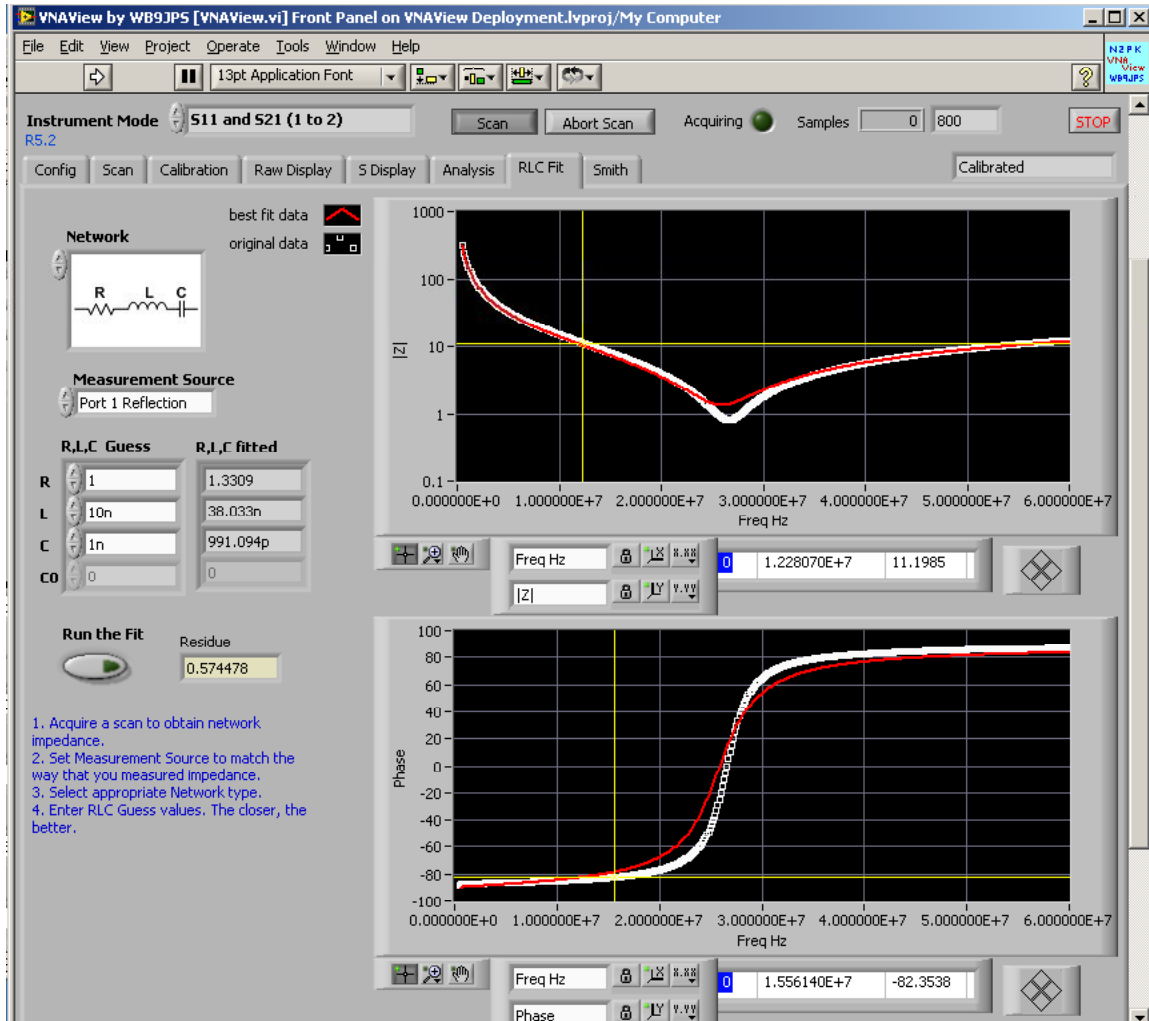 VNAView by WB9JPS [VNAView.vi] Front Panel on VNAView Deployment.lvproj/My Computer
File Edit View Project Operate Tools Window Help
13pt Application Font
N2PK
VNA
View
WB9JPS
Instrument Mode S11 and S21 (1 to 2) Scan Abort Scan Acquiring Samples 0 800 STOP
R5.2
Config Scan Calibration Raw Display S Display Analysis RLC Fit Smith Calibrated
best fit data
original data
Network
R L C
Measurement Source
Port 1 Reflection
R,L,C Guess R,L,C fitted
R 1 1.3309
L 10n 38.033n
C 1n 991.094p
C0 0 0
Run the Fit
Residue
0.574478
1. Acquire a scan to obtain network
impedance.
2. Set Measurement Source to match the
way that you measured impedance.
3. Select appropriate Network type.
4. Enter RLC Guess values. The closer, the
better.
1000
100
10
1
0.1
|Z|
0.000000E+0 1.000000E+7 2.000000E+7 3.000000E+7 4.000000E+7 5.000000E+7 6.000000E+7
Freq Hz
Freq Hz X.XX 0 1.228070E+7 11.1985
|Z| Y.YY
100
80
60
40
20
0
-20
-40
-60
-80
-100
Phase
0.000000E+0 1.000000E+7 2.000000E+7 3.000000E+7 4.000000E+7 5.000000E+7 6.000000E+7
Freq Hz
Freq Hz X.XX 0 1.556140E+7 -82.3538
Phase Y.YY